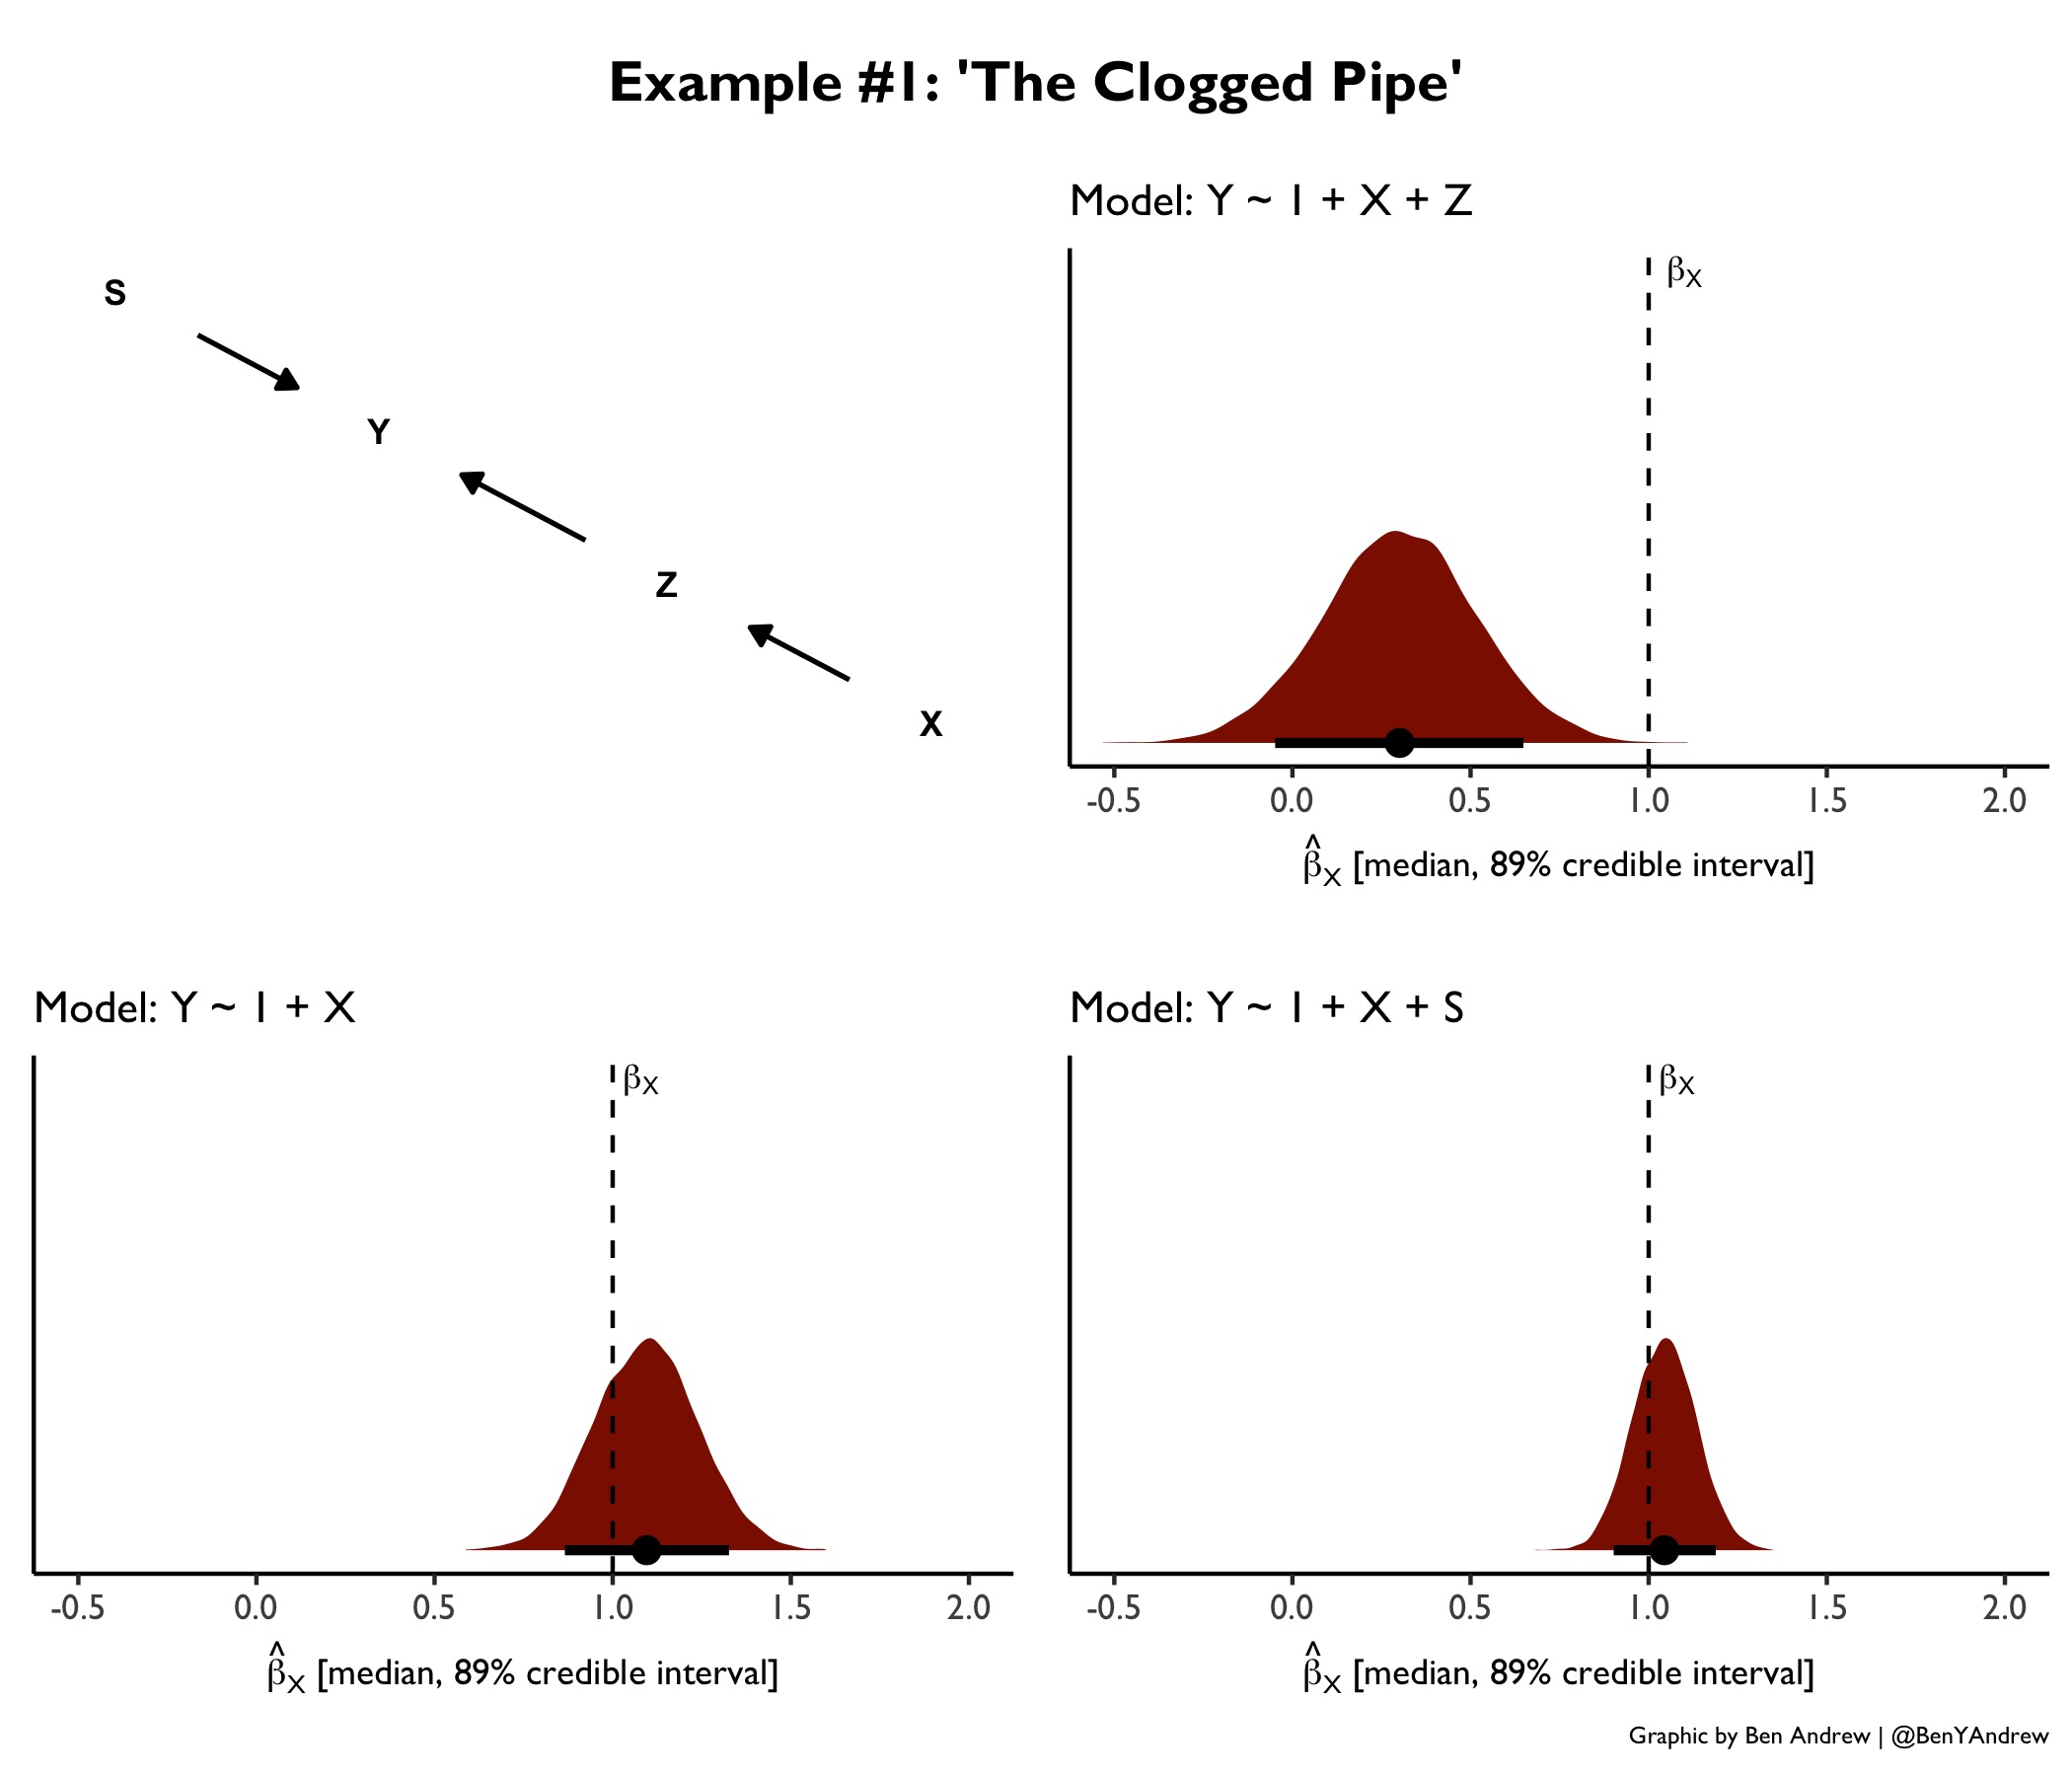 Example #1: 'The Clogged Pipe'
S
Y
Z
X
Model: Y ~ 1 + X + Z
βX
-0.5 0.0 0.5 1.0 1.5 2.0
β̂X [median, 89% credible interval]
Model: Y ~ 1 + X
βX
-0.5 0.0 0.5 1.0 1.5 2.0
β̂X [median, 89% credible interval]
Model: Y ~ 1 + X + S
βX
-0.5 0.0 0.5 1.0 1.5 2.0
β̂X [median, 89% credible interval]
Graphic by Ben Andrew | @BenYAndrew